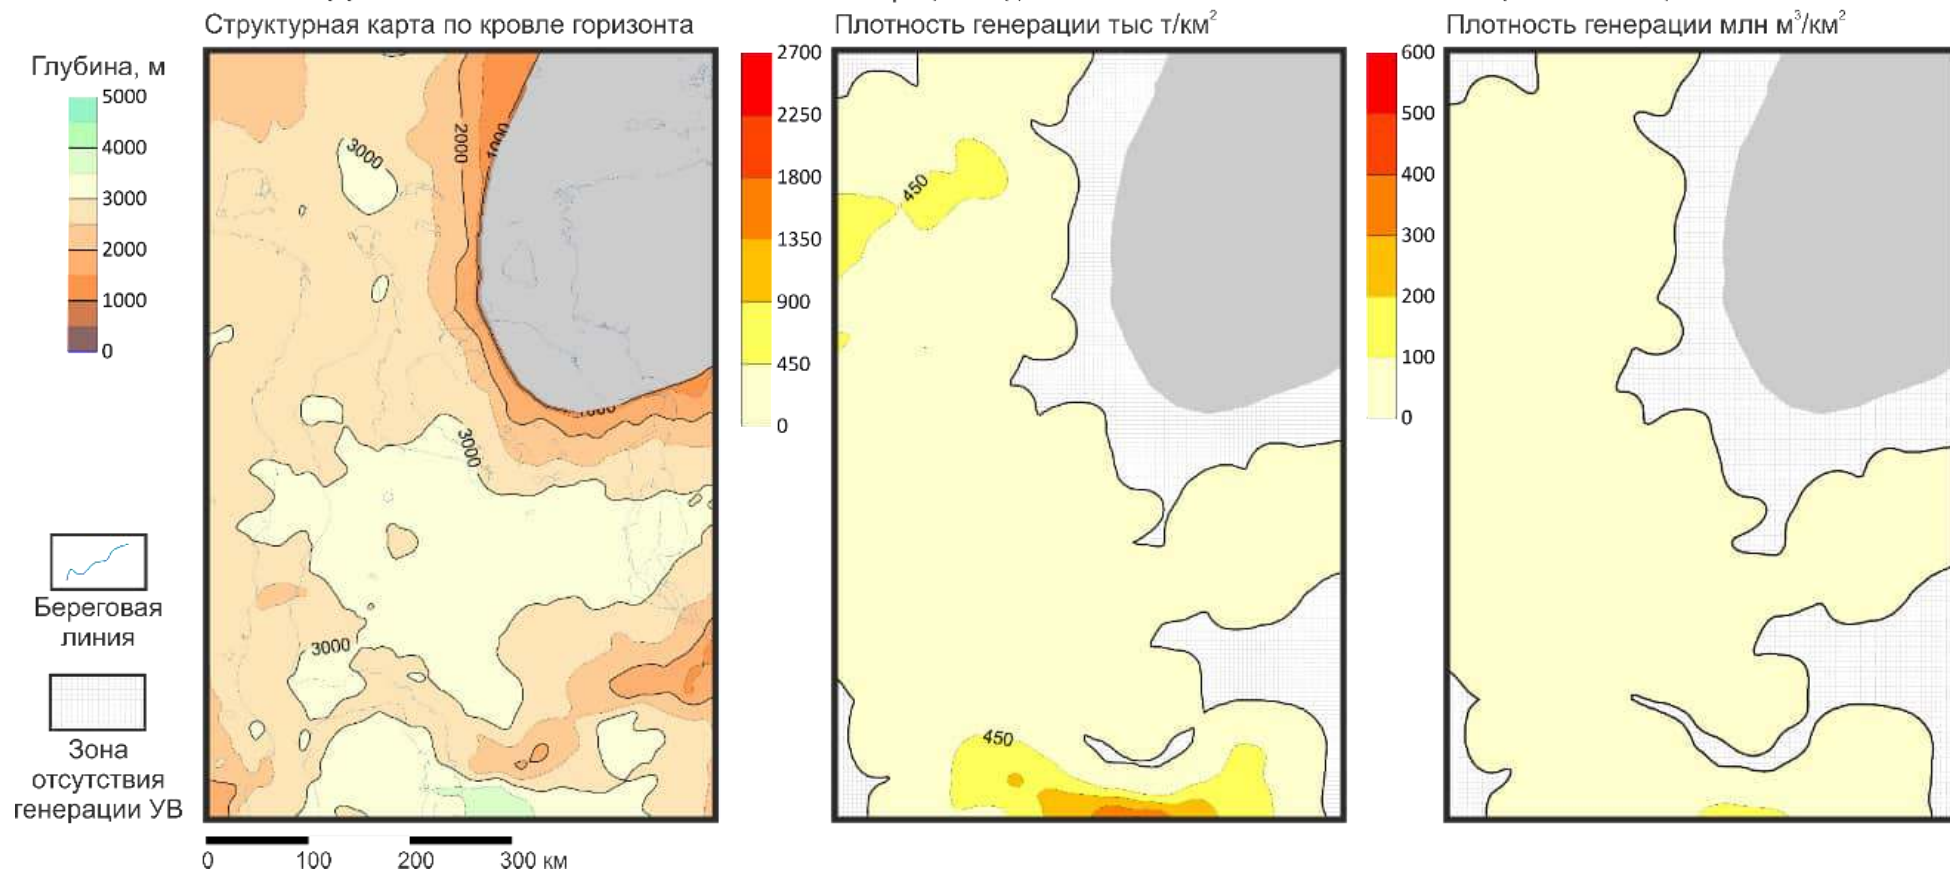 Структурная карта по кровле горизонта
Плотность генерации тыс т/км²
Плотность генерации млн м³/км²
Глубина, м
5000
4000
3000
2000
1000
0
3000
2000
1000
3000
3000
2700
2250
1800
1350
900
450
0
450
450
600
500
400
300
200
100
0
Береговая
линия
Зона
отсутствия
генерации УВ
0 100 200 300 км